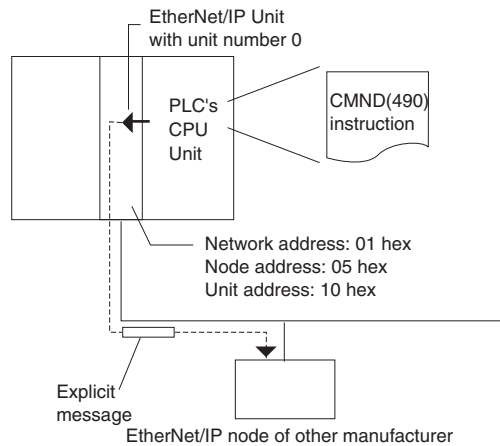 EtherNet/IP Unit
with unit number 0
PLC's
CPU
Unit
CMND(490)
instruction
Network address: 01 hex
Node address: 05 hex
Unit address: 10 hex
Explicit
message
EtherNet/IP node of other manufacturer